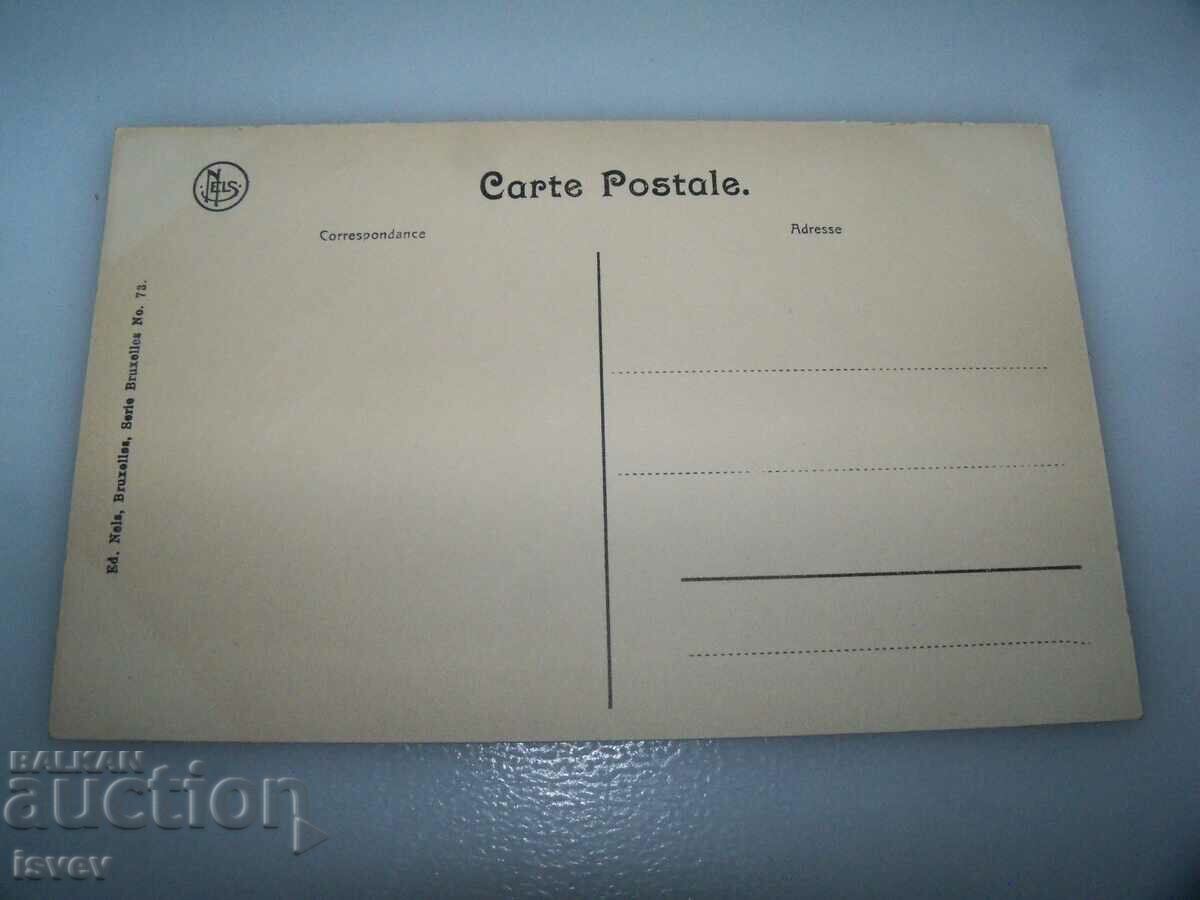 NELS
Carte Postale.
Correspondance
Adresse
Ed. Nels, Bruxelles, Serie Bruxelles No. 73.
BALKAN
auction
isvev